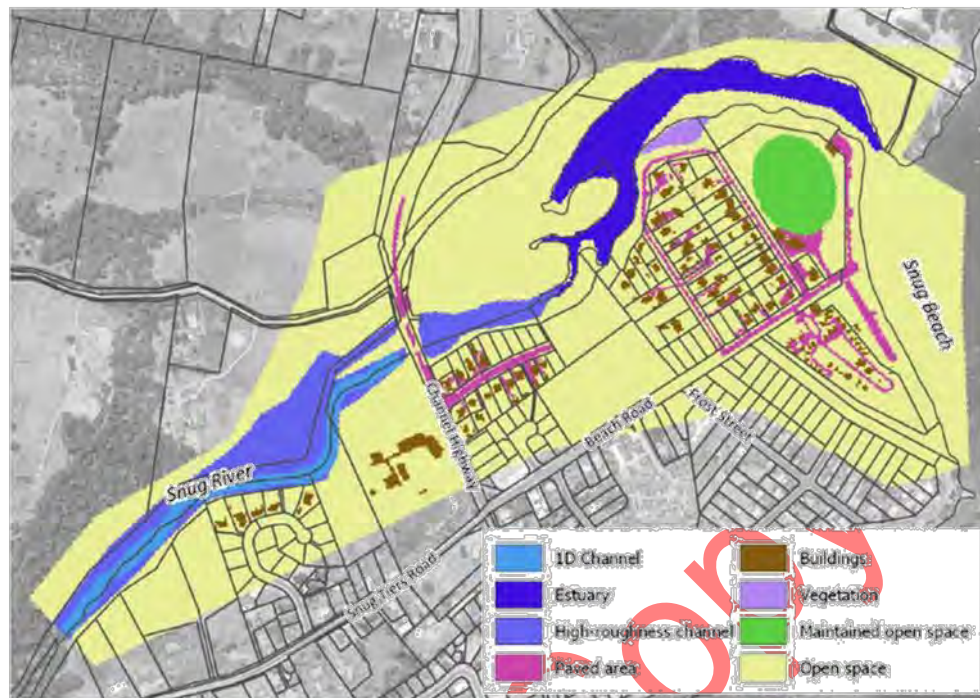 Snug Beach
Channel Highway
Frost Street
Beach Road
Snug River
Snug Tiers Road
1D Channel
Buildings
Estuary
Vegetation
High-roughness channel
Maintained open space
Paved area
Open space